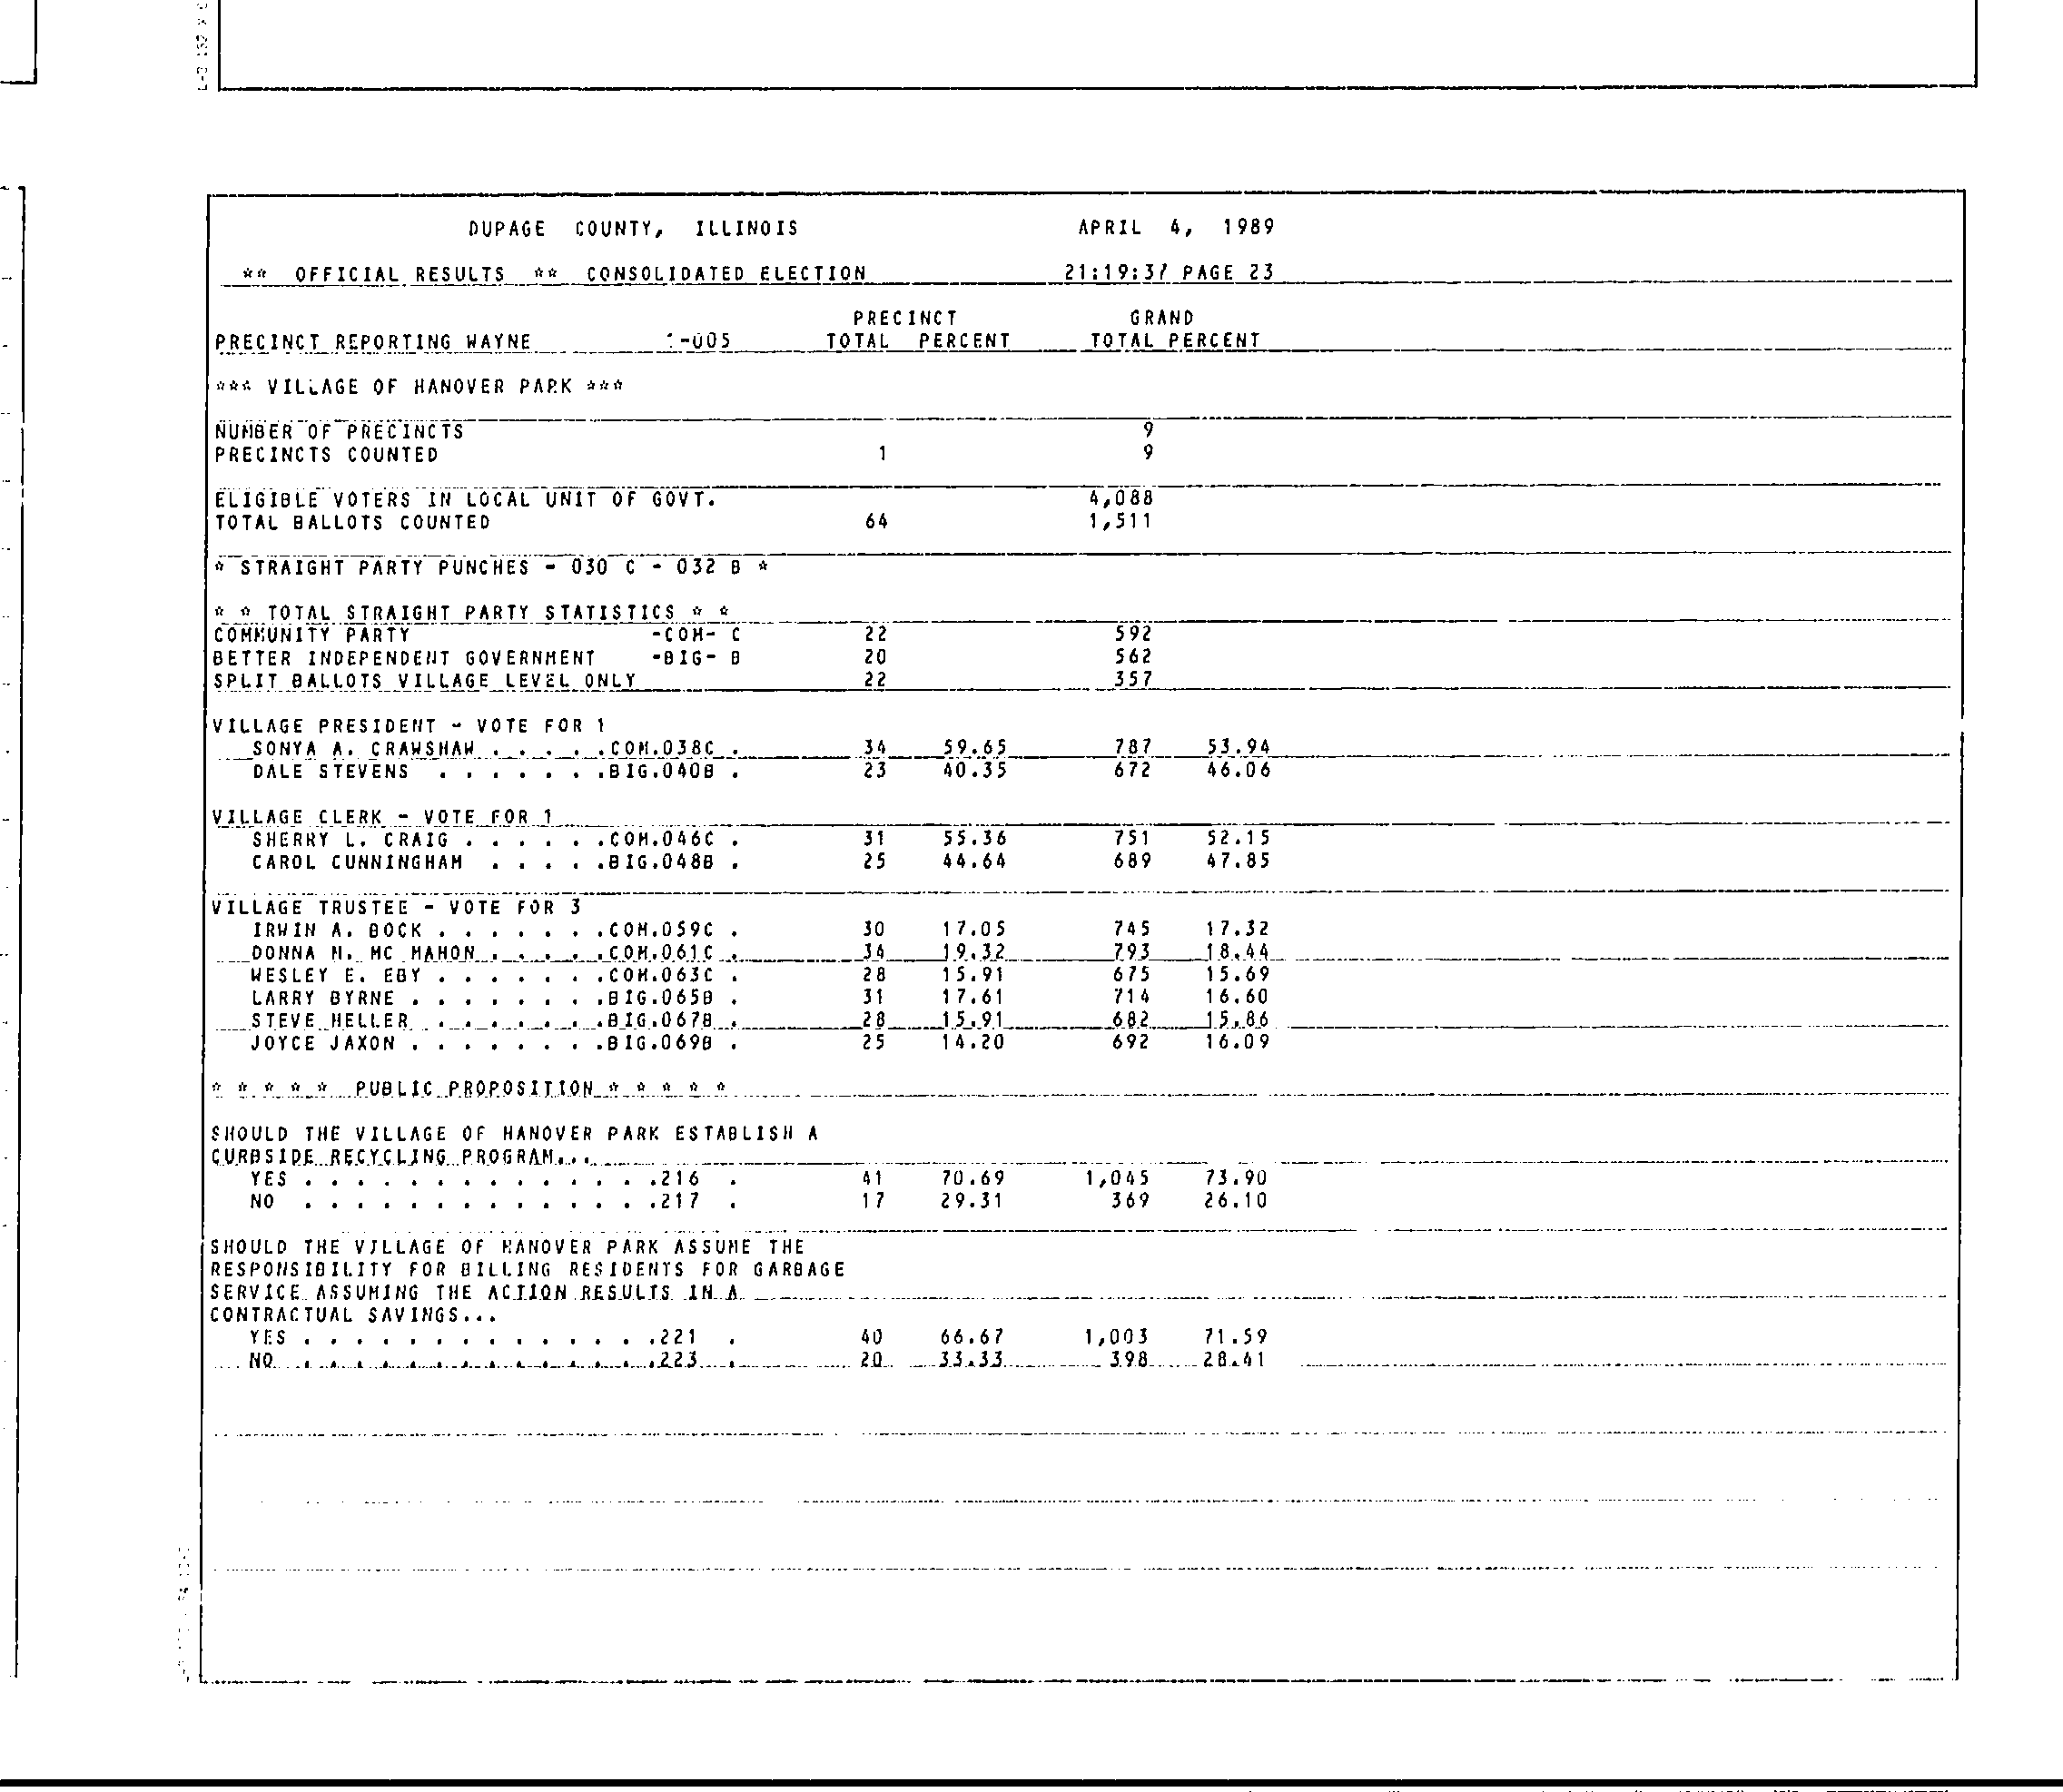 DUPAGE COUNTY, ILLINOIS APRIL 4, 1989
** OFFICIAL RESULTS ** CONSOLIDATED ELECTION 21:19:37 PAGE 23
PRECINCT GRAND
PRECINCT REPORTING WAYNE -005 TOTAL PERCENT TOTAL PERCENT
*** VILLAGE OF HANOVER PARK ***
NUMBER OF PRECINCTS 9
PRECINCTS COUNTED 1 9
ELIGIBLE VOTERS IN LOCAL UNIT OF GOVT. 4,088
TOTAL BALLOTS COUNTED 64 1,511
* STRAIGHT PARTY PUNCHES - 030 C - 032 B *
* * TOTAL STRAIGHT PARTY STATISTICS * *
COMMUNITY PARTY -COM- C 22 592
BETTER INDEPENDENT GOVERNMENT -BIG- B 20 562
SPLIT BALLOTS VILLAGE LEVEL ONLY 22 357
VILLAGE PRESIDENT - VOTE FOR 1
SONYA A. CRAWSHAW . . . . . .COM.038C . 34 59.65 787 53.94
DALE STEVENS . . . . . . .BIG.040B . 23 40.35 672 46.06
VILLAGE CLERK - VOTE FOR 1
SHERRY L. CRAIG . . . . . .COM.046C . 31 55.36 751 52.15
CAROL CUNNINGHAM . . . . .BIG.048B . 25 44.64 689 47.85
VILLAGE TRUSTEE - VOTE FOR 3
IRWIN A. BOCK . . . . . . .COM.059C . 30 17.05 745 17.32
DONNA M. MC MAHON . . . . .COM.061C . 34 19.32 793 18.44
WESLEY E. EBY . . . . . . .COM.063C . 28 15.91 675 15.69
LARRY BYRNE . . . . . . . .BIG.065B . 31 17.61 714 16.60
STEVE HELLER . . . . . . .BIG.067B . 28 15.91 682 15.86
JOYCE JAXON . . . . . . . .BIG.069B . 25 14.20 692 16.09
* * * * * PUBLIC PROPOSITION * * * * *
SHOULD THE VILLAGE OF HANOVER PARK ESTABLISH A
CURBSIDE RECYCLING PROGRAM...
YES . . . . . . . . . . . . . .216 . 41 70.69 1,045 73.90
NO . . . . . . . . . . . . . .217 . 17 29.31 369 26.10
SHOULD THE VILLAGE OF HANOVER PARK ASSUME THE
RESPONSIBILITY FOR BILLING RESIDENTS FOR GARBAGE
SERVICE ASSUMING THE ACTION RESULTS IN A
CONTRACTUAL SAVINGS...
YES . . . . . . . . . . . . . .221 . 40 66.67 1,003 71.59
NO . . . . . . . . . . . . . .223 . 20 33.33 398 28.41